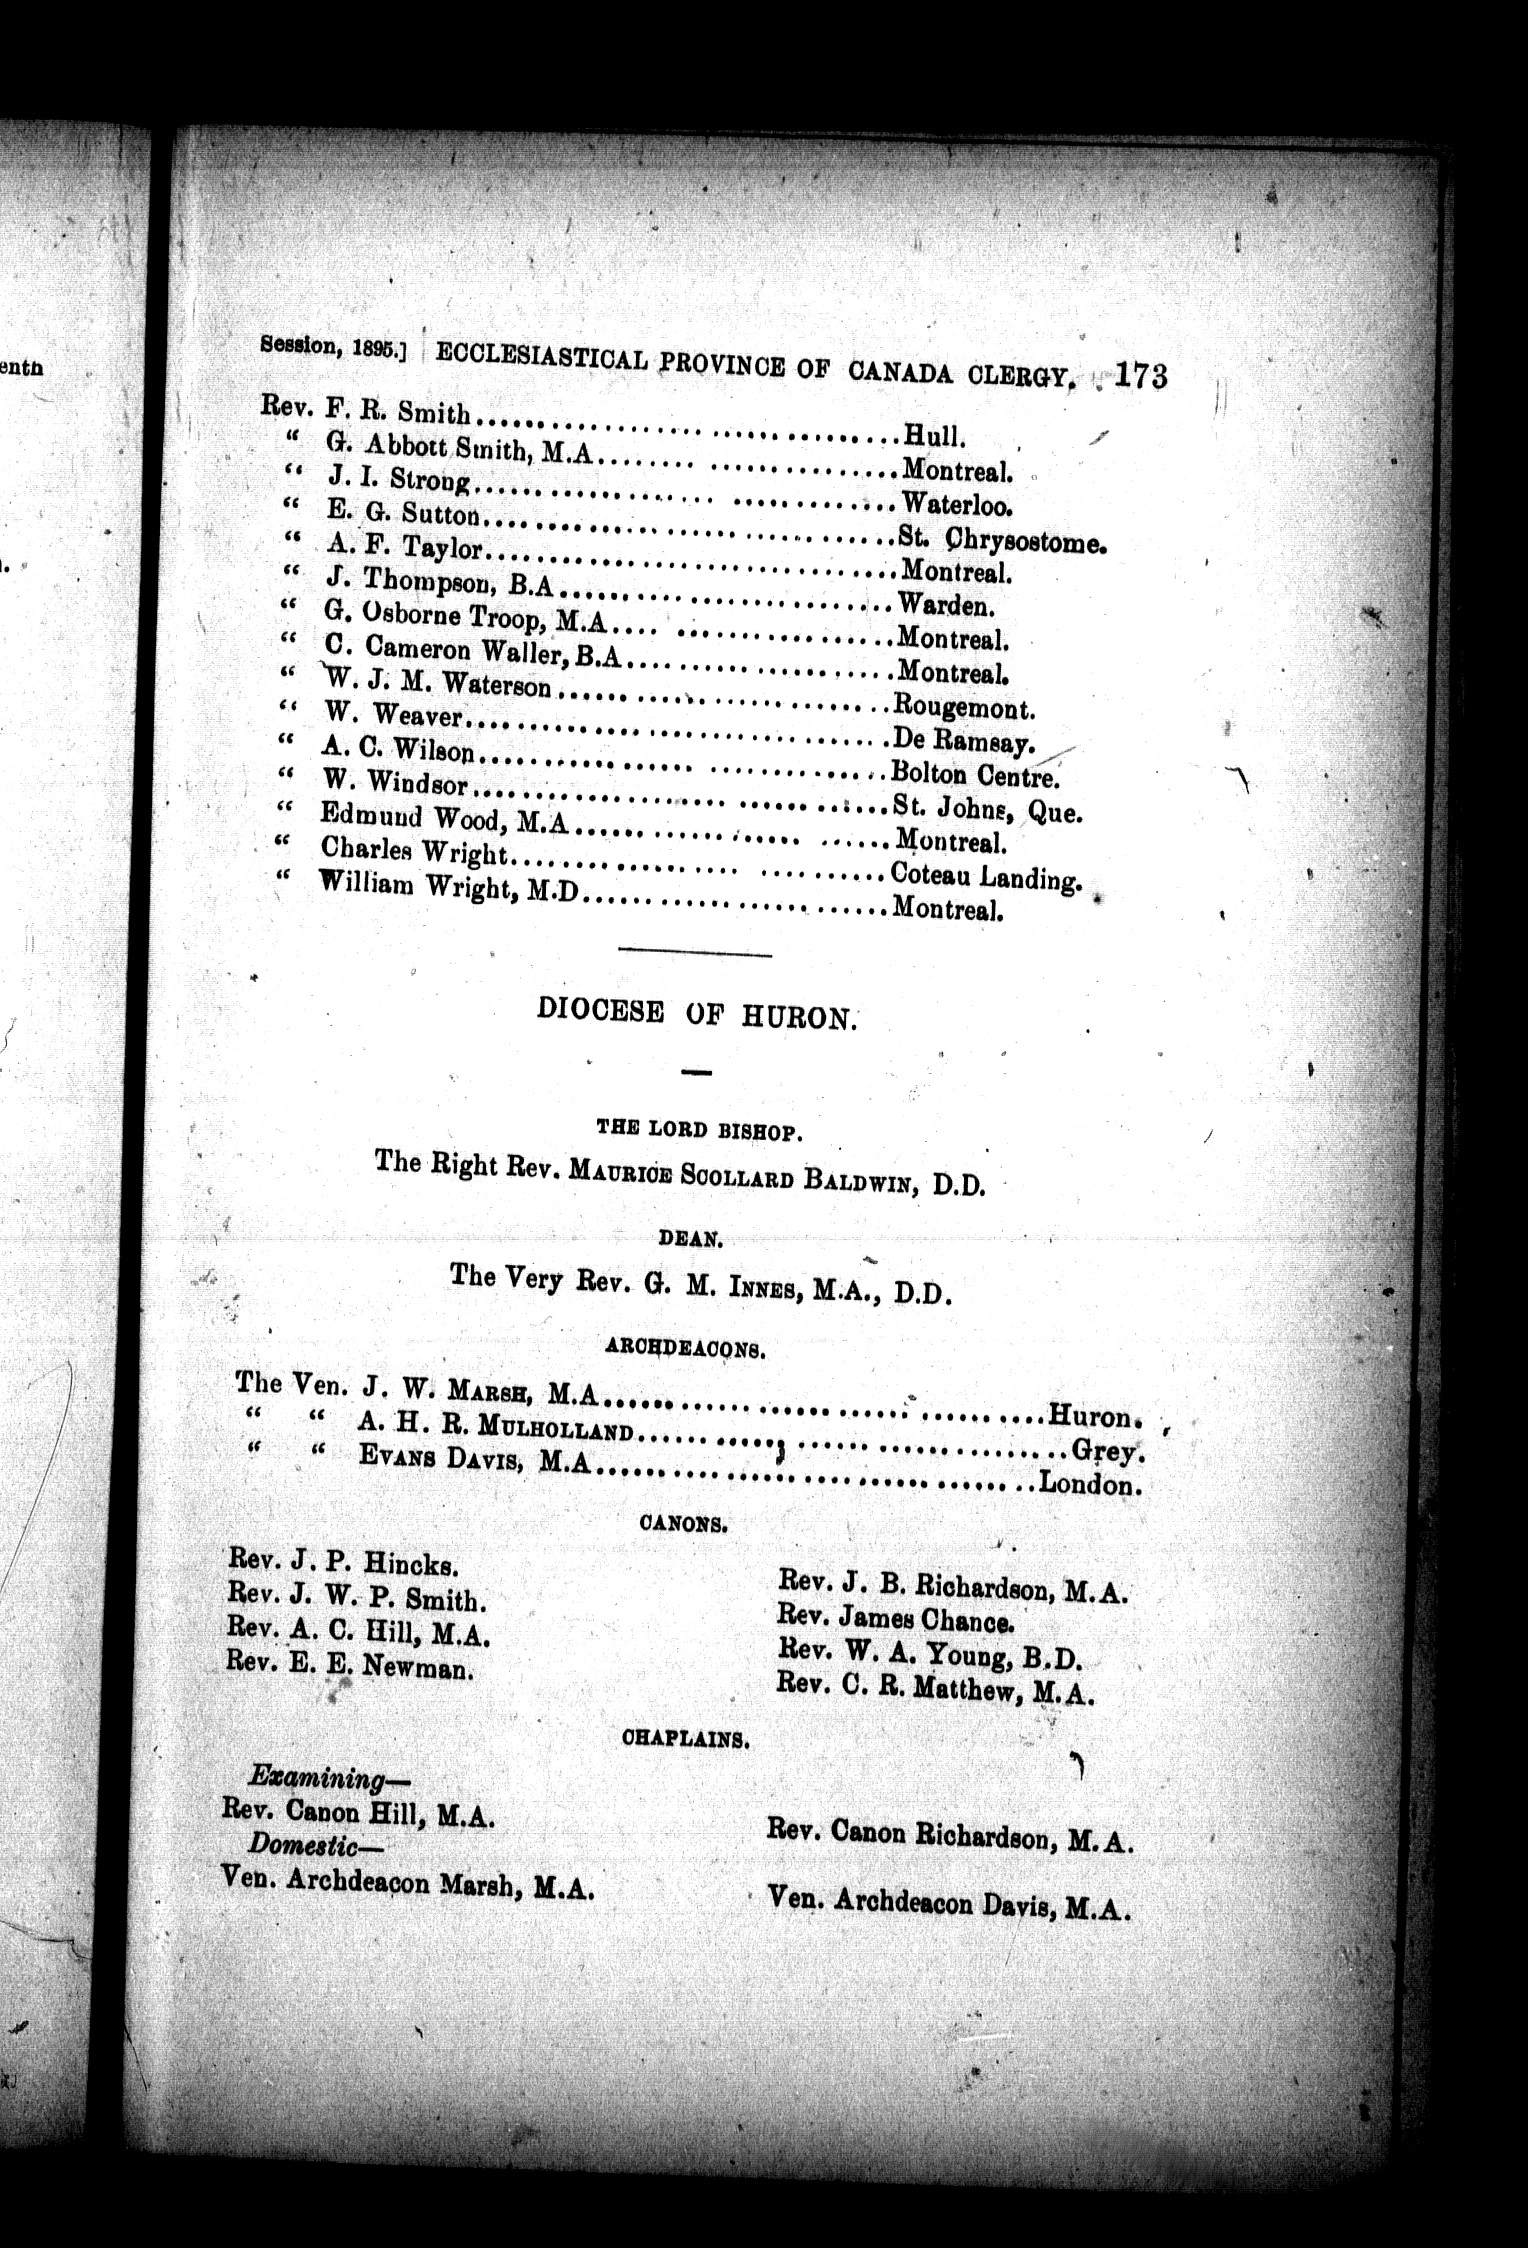 Session, 1895.] ECCLESIASTICAL PROVINCE OF CANADA CLERGY. 173
Rev. F. R. Smith........................................Hull.
“ G. Abbott Smith, M.A........................Montreal.
“ J. I. Strong........................................Waterloo.
“ E. G. Sutton........................................St. Chrysostome.
“ A. F. Taylor........................................Montreal.
“ J. Thompson, B.A................................Warden.
“ G. Osborne Troop, M.A........................Montreal.
“ C. Cameron Waller, B.A........................Montreal.
“ W. J. M. Waterson................................Rougemont.
“ W. Weaver........................................De Ramsay.
“ A. C. Wilson........................................Bolton Centre.
“ W. Windsor........................................St. Johns, Que.
“ Edmund Wood, M.A............................Montreal.
“ Charles Wright....................................Coteau Landing.
“ William Wright, M.D............................Montreal.
DIOCESE OF HURON.
THE LORD BISHOP.
The Right Rev. MAURICE SCOLLARD BALDWIN, D.D.
DEAN.
The Very Rev. G. M. INNES, M.A., D.D.
ARCHDEACONS.
The Ven. J. W. MARSH, M.A........................................Huron.
“ “ A. H. R. MULHOLLAND........................................Grey.
“ “ EVANS DAVIS, M.A........................................London.
CANONS.
Rev. J. P. Hincks. Rev. J. B. Richardson, M.A.
Rev. J. W. P. Smith. Rev. James Chance.
Rev. A. C. Hill, M.A. Rev. W. A. Young, B.D.
Rev. E. E. Newman. Rev. C. R. Matthew, M.A.
CHAPLAINS.
Examining—
Rev. Canon Hill, M.A. Rev. Canon Richardson, M.A.
Domestic—
Ven. Archdeacon Marsh, M.A. Ven. Archdeacon Davis, M.A.